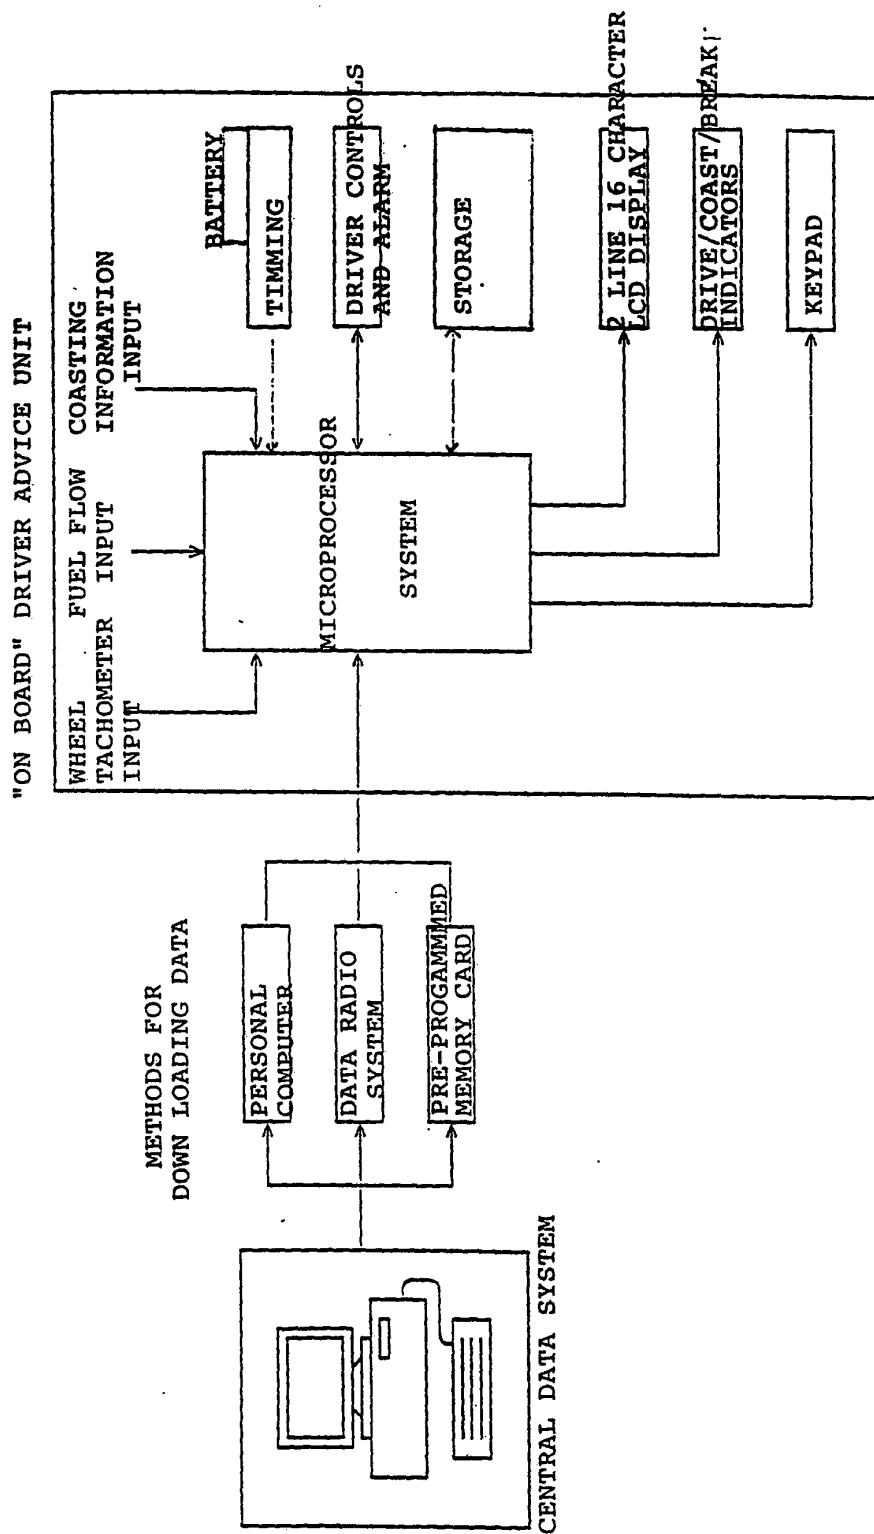 "ON BOARD" DRIVER ADVICE UNIT
METHODS FOR
DOWN LOADING DATA
CENTRAL DATA SYSTEM
PERSONAL
COMPUTER
DATA RADIO
SYSTEM
PRE-PROGAMMMED
MEMORY CARD
WHEEL
TACHOMETER
INPUT
FUEL FLOW
INPUT
COASTING
INFORMATION
INPUT
MICROPROCESSOR
SYSTEM
BATTERY
TIMMING
DRIVER CONTROLS
AND ALARM
STORAGE
2 LINE 16 CHARACTER
LCD DISPLAY
DRIVE/COAST/BREAK
INDICATORS
KEYPAD